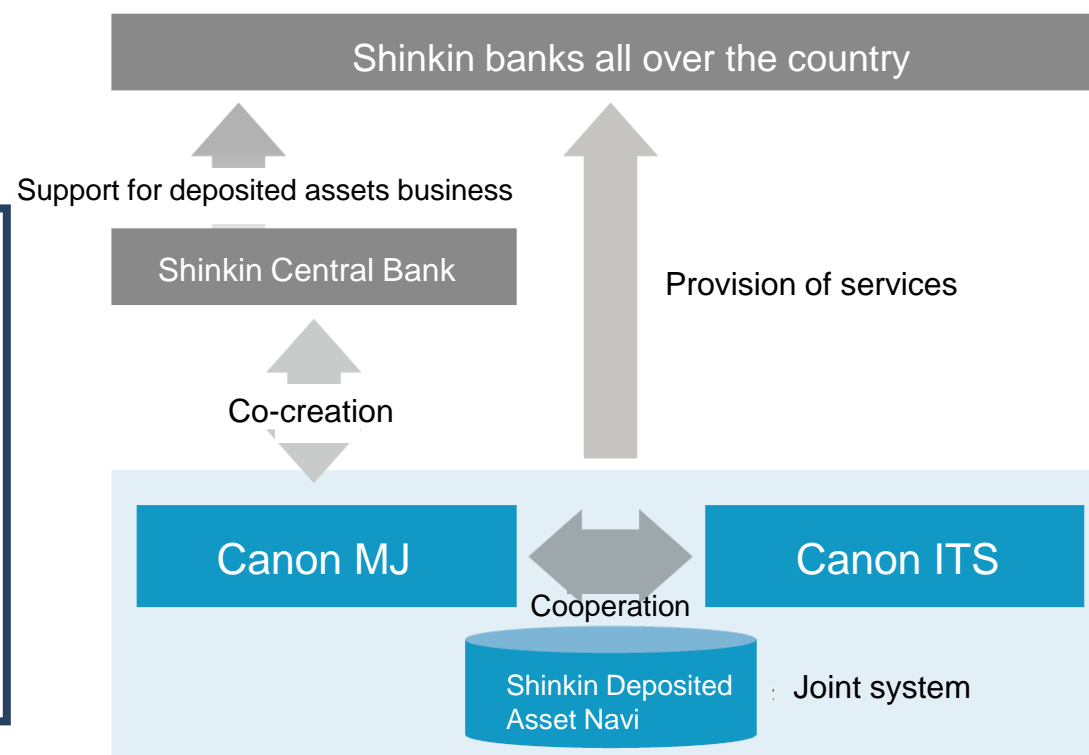 Shinkin banks all over the country
Support for deposited assets business
Shinkin Central Bank
Provision of services
Co-creation
Canon MJ
Canon ITS
Cooperation
Shinkin Deposited
Asset Navi
Joint system